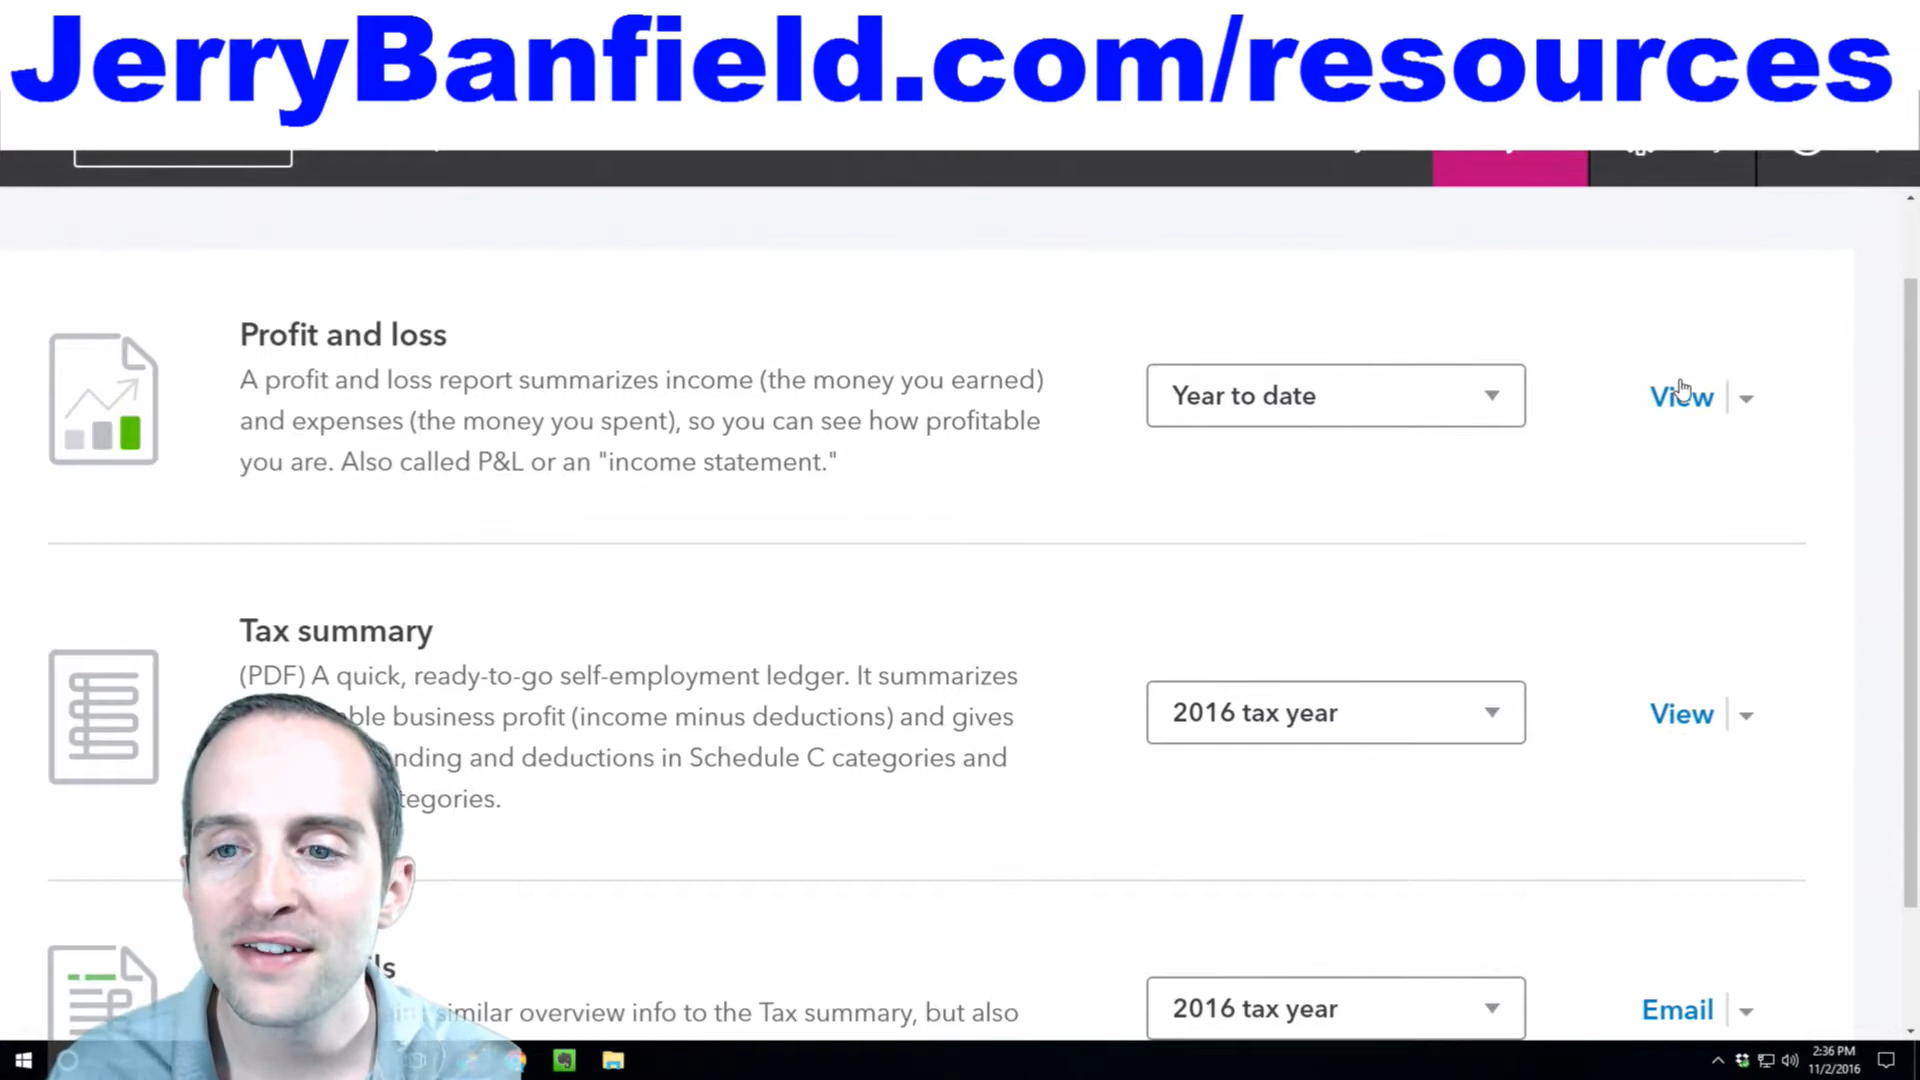 JerryBanfield.com/resources
Profit and loss
A profit and loss report summarizes income (the money you earned)
and expenses (the money you spent), so you can see how profitable
you are. Also called P&L or an "income statement."
Year to date
View
Tax summary
(PDF) A quick, ready-to-go self-employment ledger. It summarizes
business profit (income minus deductions) and gives
and deductions in Schedule C categories and
2016 tax year
View
similar overview info to the Tax summary, but also
2016 tax year
Email
2:36 PM
11/2/2016